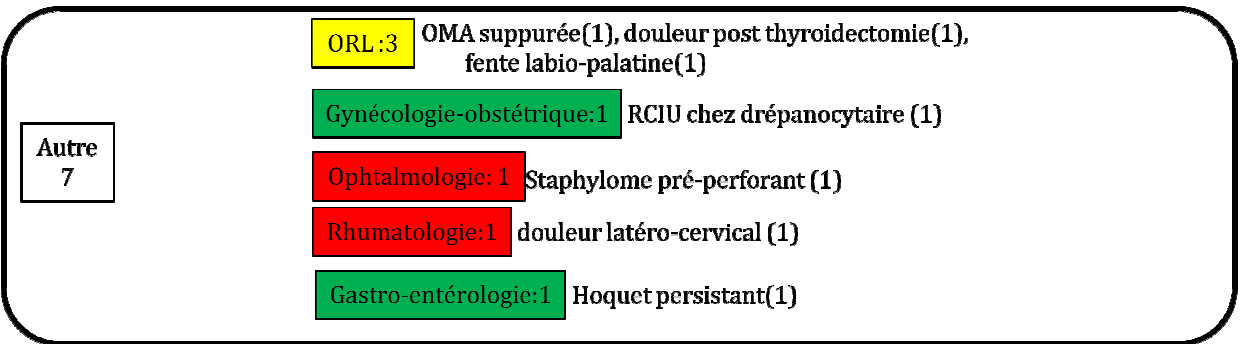 ORL :3 OMA suppurée(1), douleur post thyroidectomie(1),
fente labio-palatine(1)
Gynécologie-obstétrique:1 RCIU chez drépanocytaire (1)
Autre
7
Ophtalmologie: 1 Staphylome pré-perforant (1)
Rhumatologie:1 douleur latéro-cervical (1)
Gastro-entérologie:1 Hoquet persistant(1)